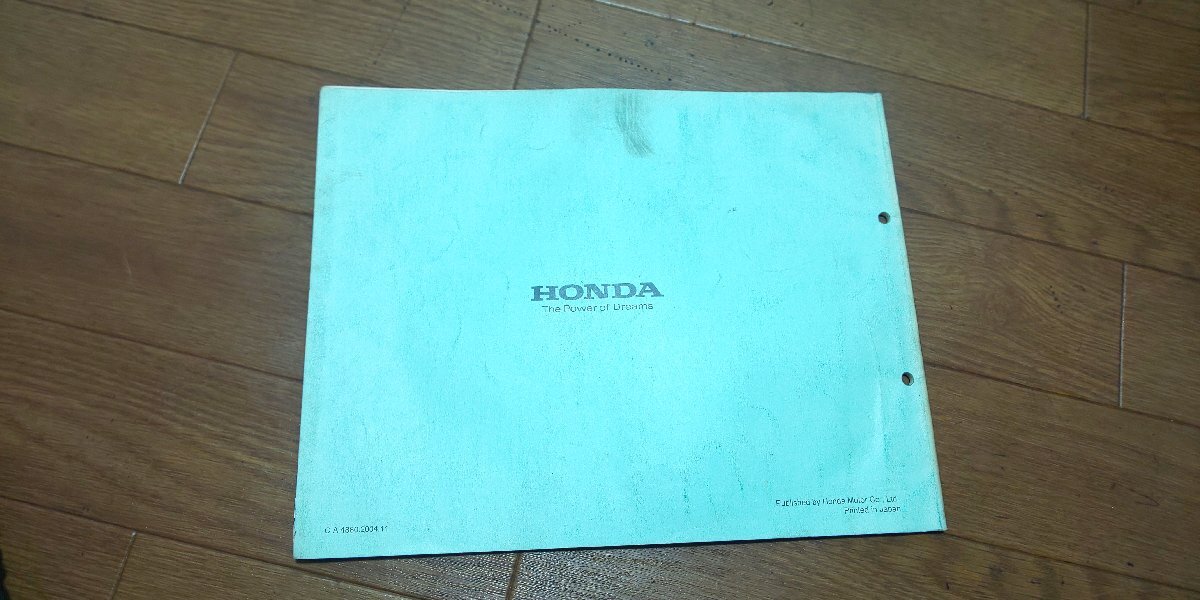 HONDA
The Power of Dreams
Published by Honda Motor Co., Ltd.
Printed in Japan